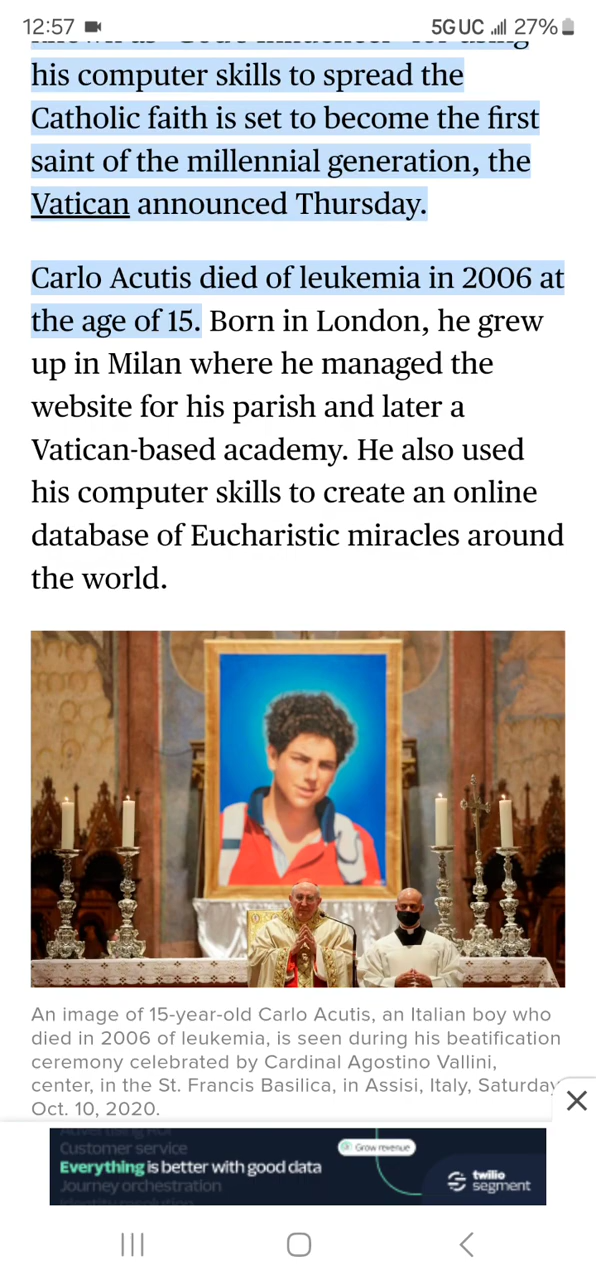 12:57 5G UC 27%
his computer skills to spread the
Catholic faith is set to become the first
saint of the millennial generation, the
Vatican announced Thursday.
Carlo Acutis died of leukemia in 2006 at
the age of 15. Born in London, he grew
up in Milan where he managed the
website for his parish and later a
Vatican-based academy. He also used
his computer skills to create an online
database of Eucharistic miracles around
the world.
An image of 15-year-old Carlo Acutis, an Italian boy who
died in 2006 of leukemia, is seen during his beatification
ceremony celebrated by Cardinal Agostino Vallini,
center, in the St. Francis Basilica, in Assisi, Italy, Saturday
Oct. 10, 2020.
Customer service
Grow revenue
Everything is better with good data
Journey orchestration
twilio
segment